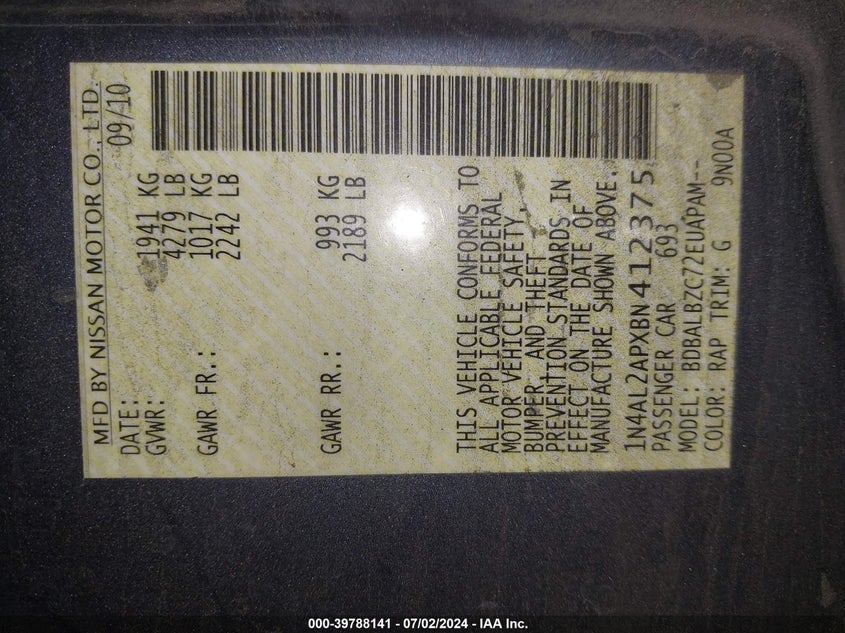 MFD BY NISSAN MOTOR CO., LTD.
DATE: 09/10
GVWR: 1941 KG
4279 LB
GAWR FR.: 1017 KG
2242 LB
GAWR RR.: 993 KG
2189 LB
THIS VEHICLE CONFORMS TO
ALL APPLICABLE FEDERAL
MOTOR VEHICLE SAFETY
BUMPER, AND THEFT
PREVENTION STANDARDS IN
EFFECT ON THE DATE OF
MANUFACTURE SHOWN ABOVE.
1N4AL2APXBN412375
PASSENGER CAR 693
MODEL: BDBALBZC72EUAPAM--
COLOR: RAP TRIM: G 9N00A
000-39788141 - 07/02/2024 - IAA Inc.